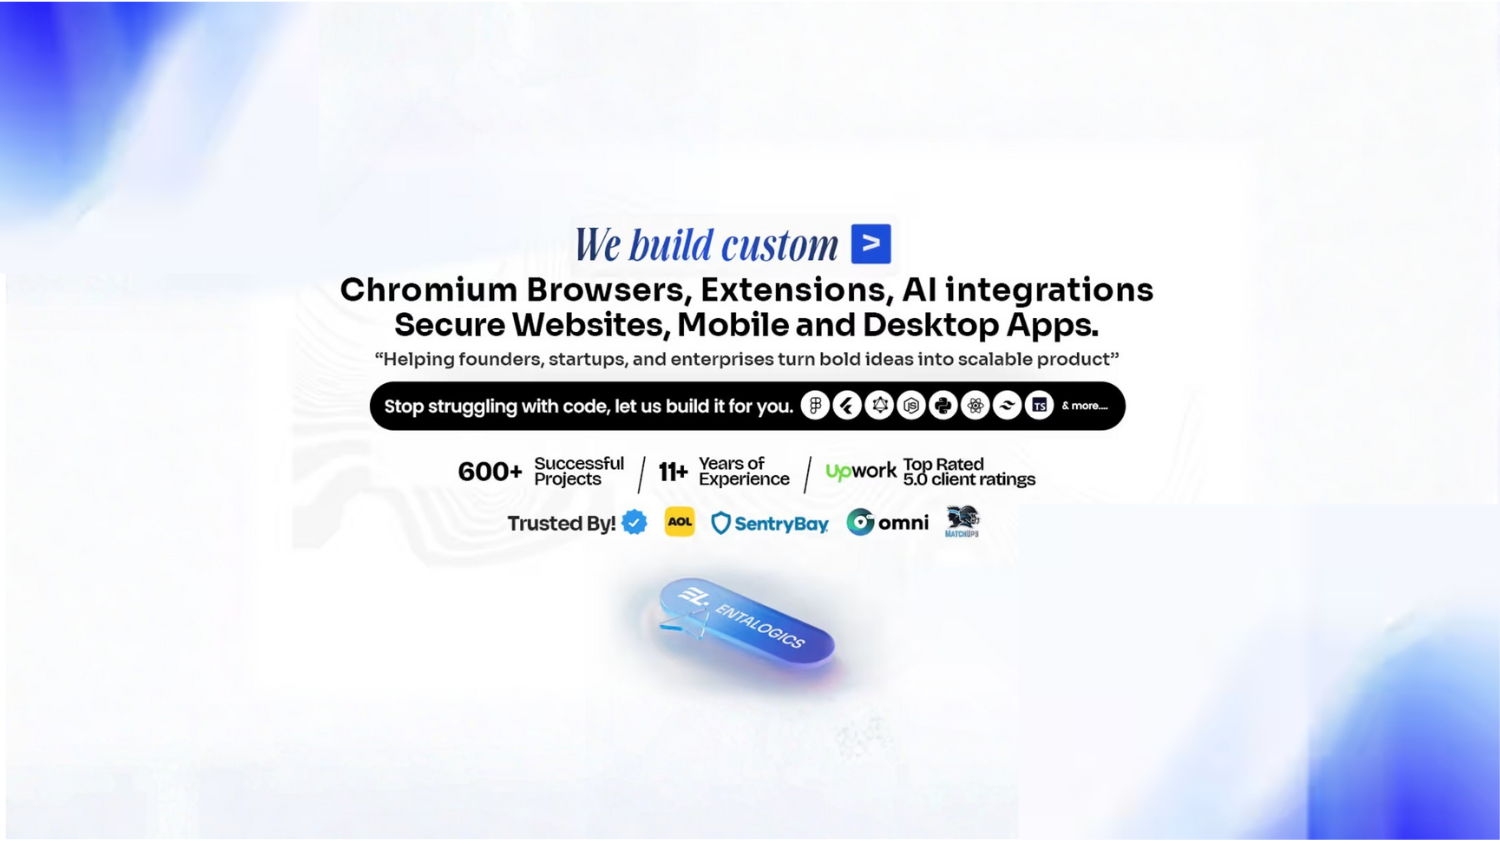 We build custom >
Chromium Browsers, Extensions, AI integrations
Secure Websites, Mobile and Desktop Apps.
“Helping founders, startups, and enterprises turn bold ideas into scalable product”
Stop struggling with code, let us build it for you. JS TS & more....
600+ Successful Projects / 11+ Years of Experience / Upwork Top Rated 5.0 client ratings
Trusted By! AOL SentryBay omni MATCHUPS
EL. ENTALOGICS